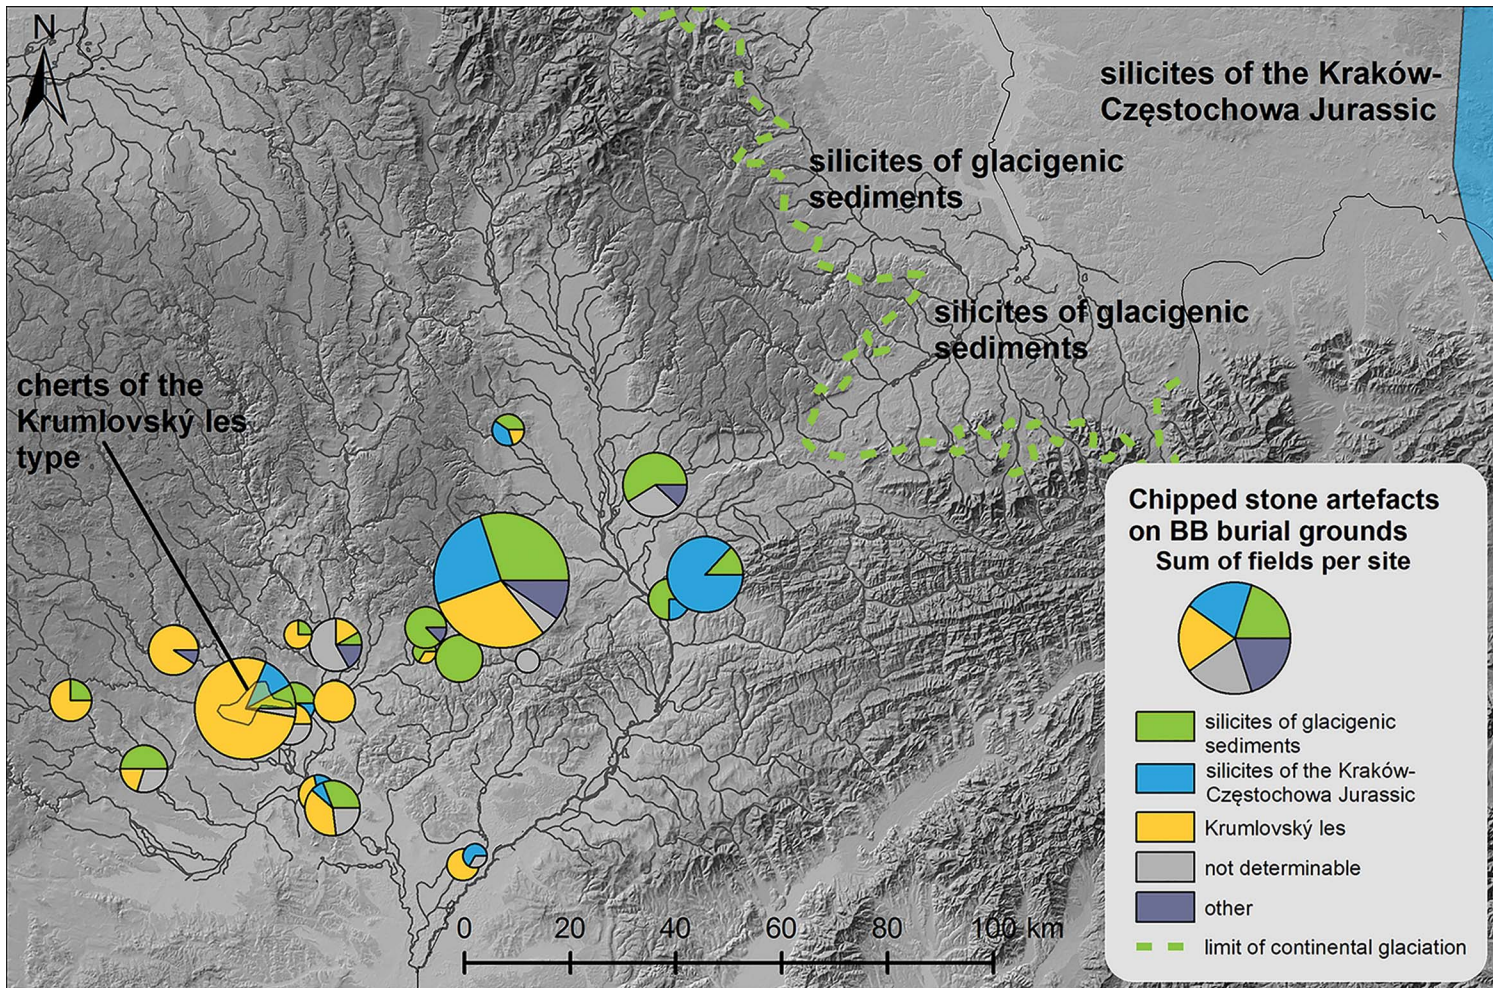 N
silicites of the Kraków-
Częstochowa Jurassic
silicites of glacigenic
sediments
silicites of glacigenic
sediments
cherts of the
Krumlovský les
type
Chipped stone artefacts
on BB burial grounds
Sum of fields per site
silicites of glacigenic
sediments
silicites of the Kraków-
Częstochowa Jurassic
Krumlovský les
not determinable
other
limit of continental glaciation
0 20 40 60 80 100 km